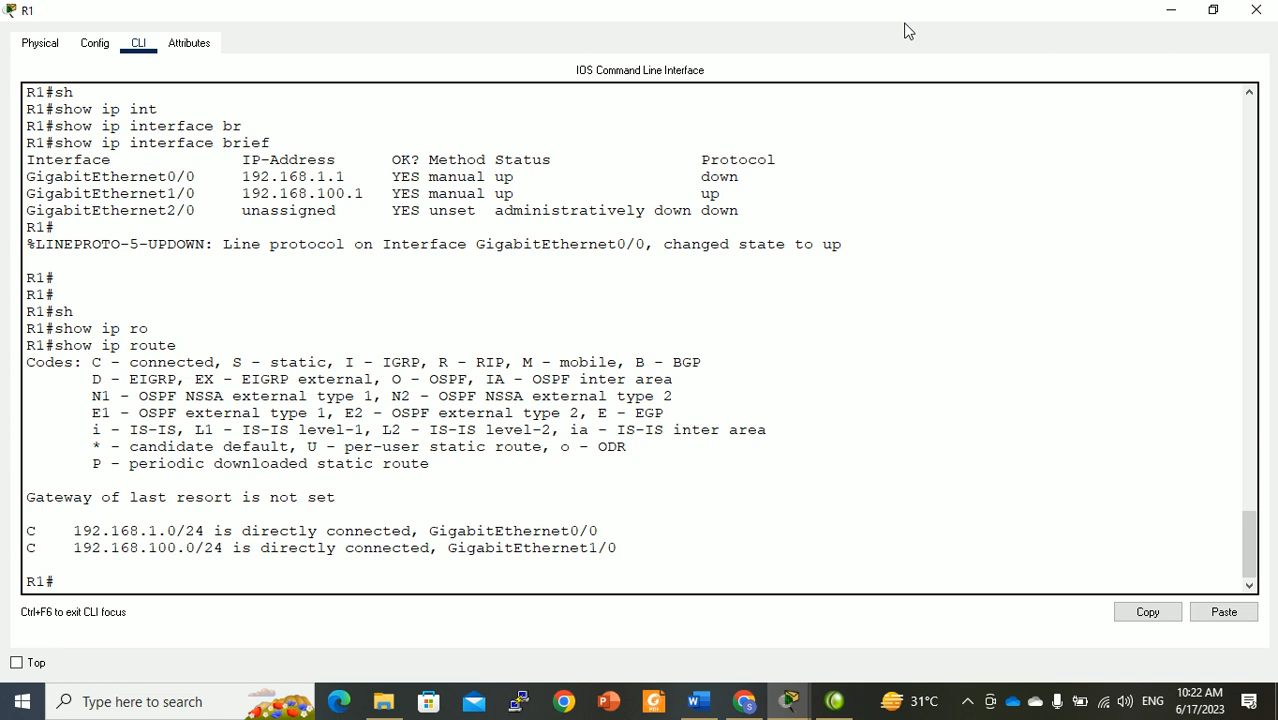 R1
Physical Config CLI Attributes
IOS Command Line Interface
R1#sh
R1#show ip int
R1#show ip interface br
R1#show ip interface brief
Interface IP-Address OK? Method Status Protocol
GigabitEthernet0/0 192.168.1.1 YES manual up down
GigabitEthernet1/0 192.168.100.1 YES manual up up
GigabitEthernet2/0 unassigned YES unset administratively down down
R1#
%LINEPROTO-5-UPDOWN: Line protocol on Interface GigabitEthernet0/0, changed state to up
R1#
R1#
R1#sh
R1#show ip ro
R1#show ip route
Codes: C - connected, S - static, I - IGRP, R - RIP, M - mobile, B - BGP
D - EIGRP, EX - EIGRP external, O - OSPF, IA - OSPF inter area
N1 - OSPF NSSA external type 1, N2 - OSPF NSSA external type 2
E1 - OSPF external type 1, E2 - OSPF external type 2, E - EGP
i - IS-IS, L1 - IS-IS level-1, L2 - IS-IS level-2, ia - IS-IS inter area
* - candidate default, U - per-user static route, o - ODR
P - periodic downloaded static route
Gateway of last resort is not set
C 192.168.1.0/24 is directly connected, GigabitEthernet0/0
C 192.168.100.0/24 is directly connected, GigabitEthernet1/0
R1#
Ctrl+F6 to exit CLI focus
Copy Paste
Top
Type here to search
31°C ENG 10:22 AM
6/17/2023